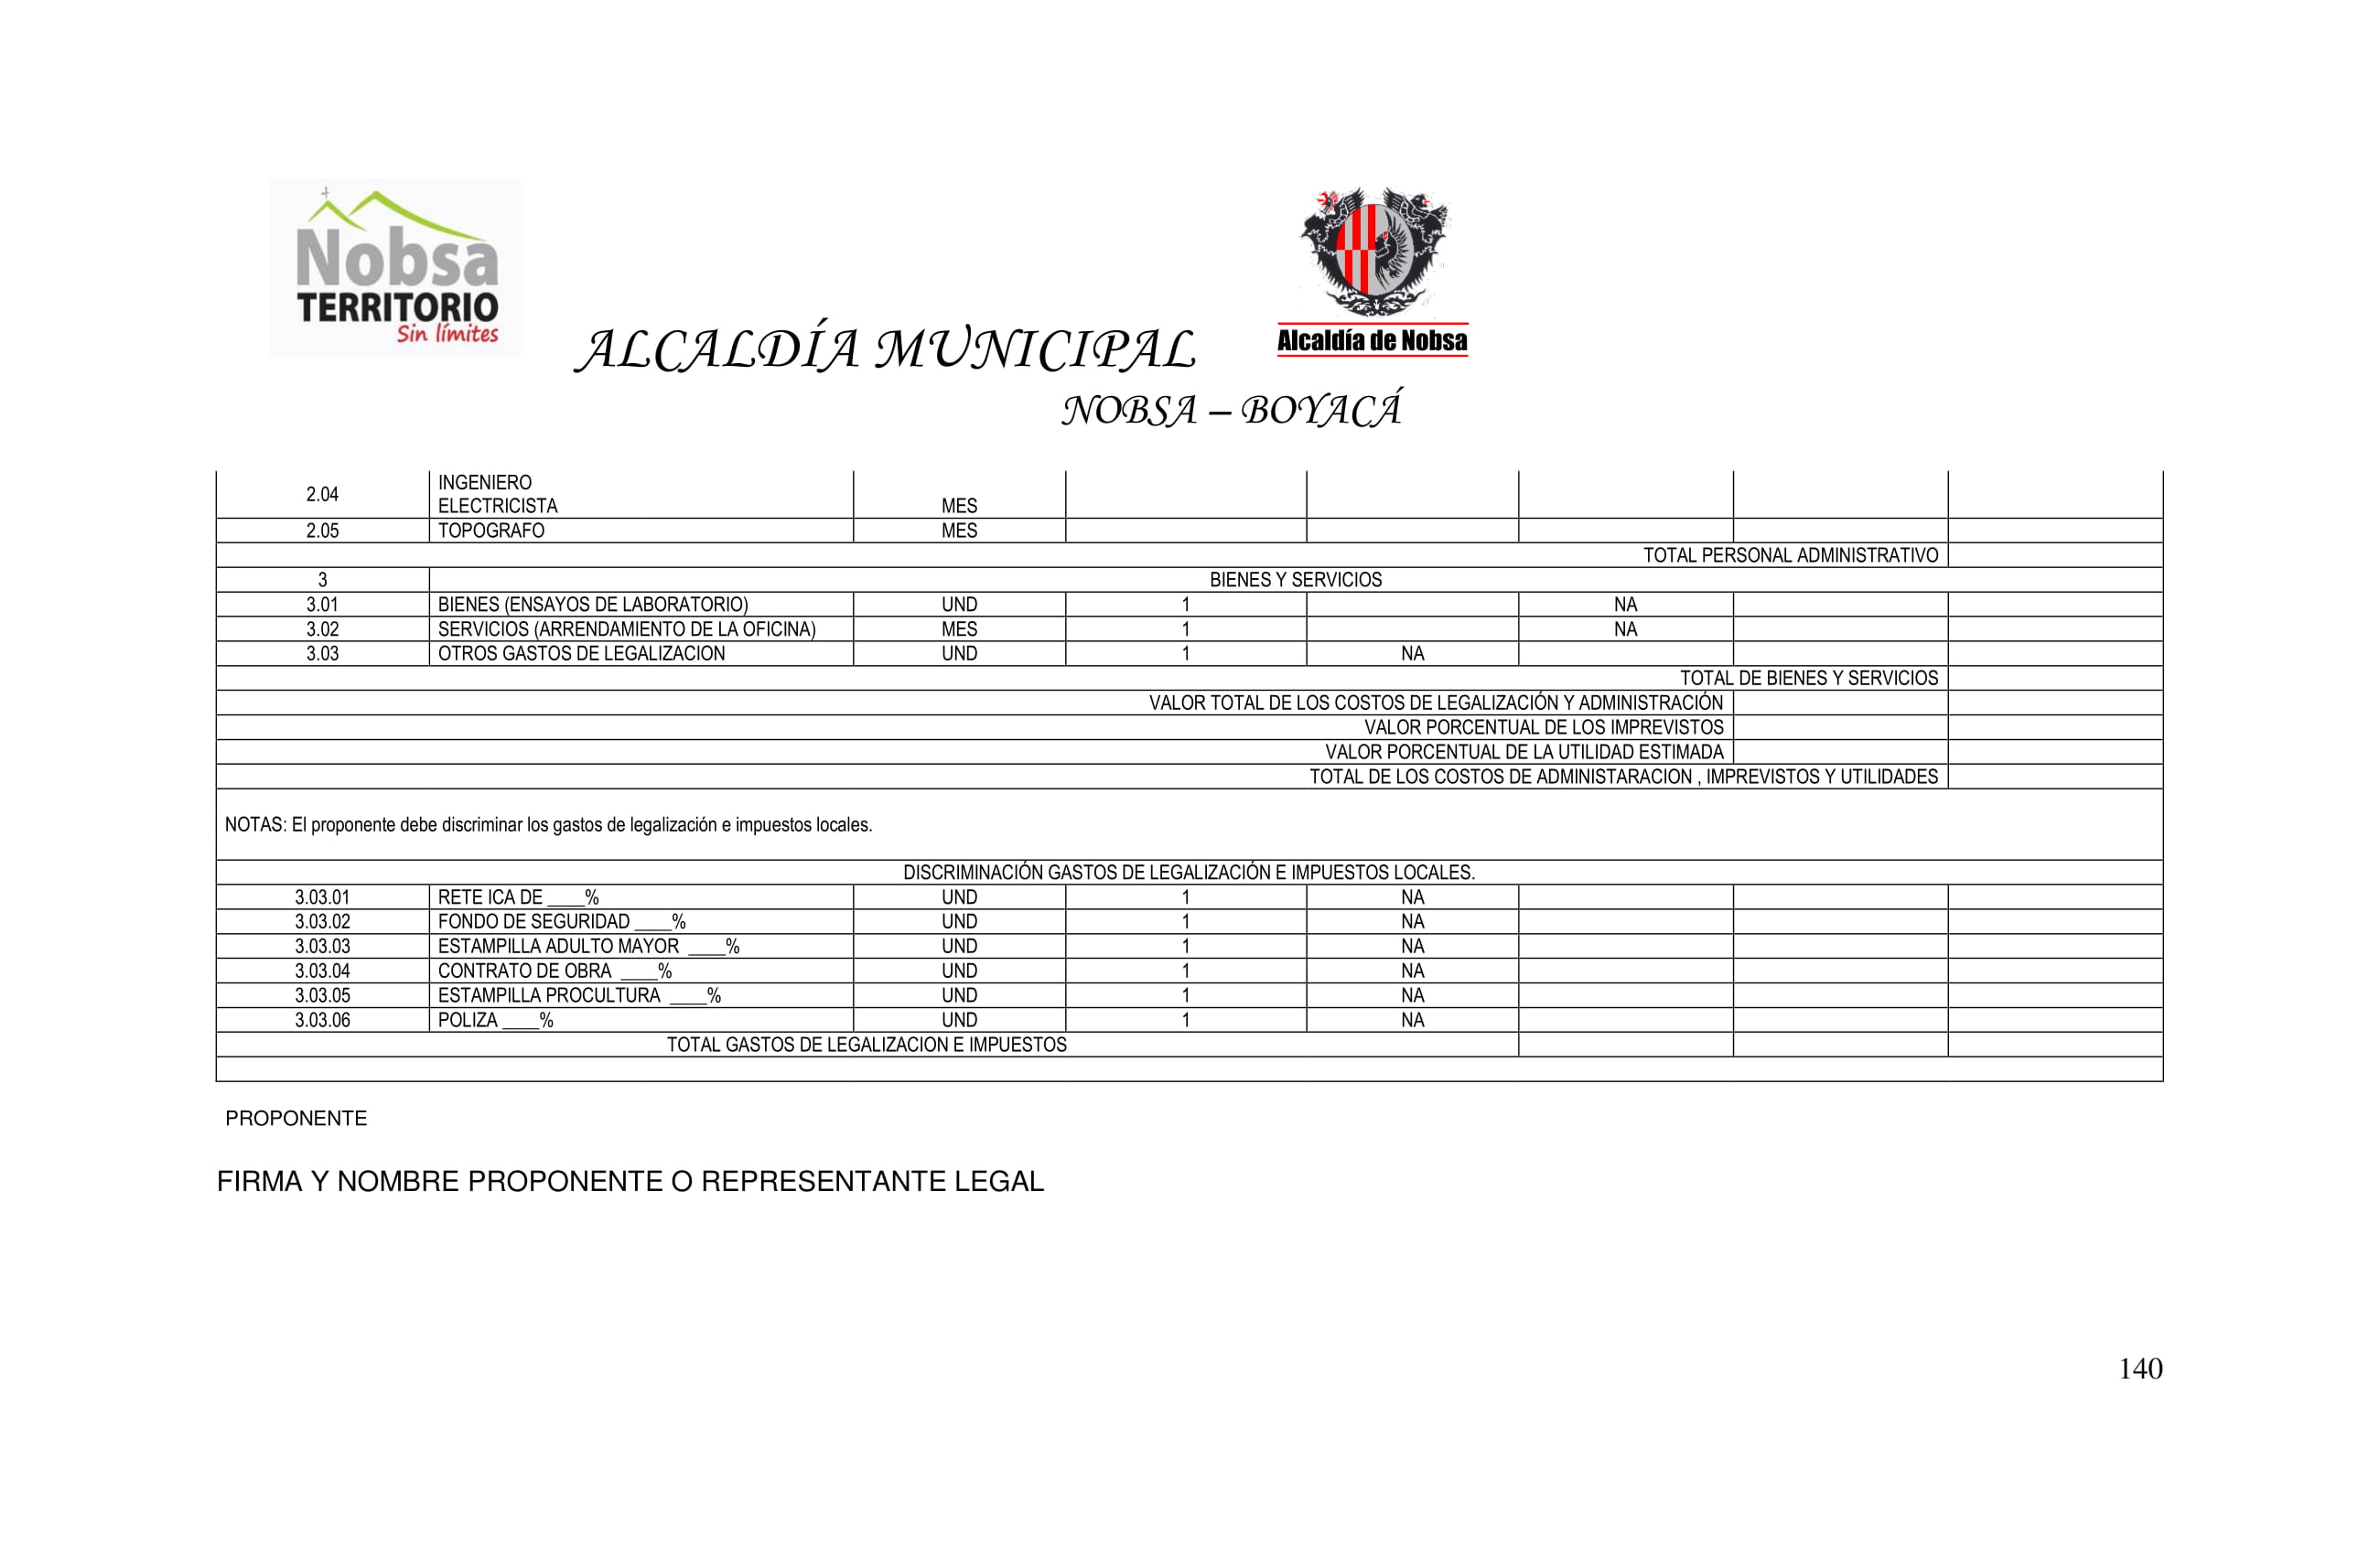 Nobsa
TERRITORIO
Sin límites
Alcaldía de Nobsa
ALCALDÍA MUNICIPAL
NOBSA – BOYACÁ
2.04 INGENIERO
ELECTRICISTA MES
2.05 TOPOGRAFO MES
TOTAL PERSONAL ADMINISTRATIVO
3 BIENES Y SERVICIOS
3.01 BIENES (ENSAYOS DE LABORATORIO) UND 1 NA
3.02 SERVICIOS (ARRENDAMIENTO DE LA OFICINA) MES 1 NA
3.03 OTROS GASTOS DE LEGALIZACION UND 1 NA
TOTAL DE BIENES Y SERVICIOS
VALOR TOTAL DE LOS COSTOS DE LEGALIZACIÓN Y ADMINISTRACIÓN
VALOR PORCENTUAL DE LOS IMPREVISTOS
VALOR PORCENTUAL DE LA UTILIDAD ESTIMADA
TOTAL DE LOS COSTOS DE ADMINISTARACION , IMPREVISTOS Y UTILIDADES
NOTAS: El proponente debe discriminar los gastos de legalización e impuestos locales.
DISCRIMINACIÓN GASTOS DE LEGALIZACIÓN E IMPUESTOS LOCALES.
3.03.01 RETE ICA DE ____% UND 1 NA
3.03.02 FONDO DE SEGURIDAD ____% UND 1 NA
3.03.03 ESTAMPILLA ADULTO MAYOR ____% UND 1 NA
3.03.04 CONTRATO DE OBRA ____% UND 1 NA
3.03.05 ESTAMPILLA PROCULTURA ____% UND 1 NA
3.03.06 POLIZA ____% UND 1 NA
TOTAL GASTOS DE LEGALIZACION E IMPUESTOS
PROPONENTE
FIRMA Y NOMBRE PROPONENTE O REPRESENTANTE LEGAL
140